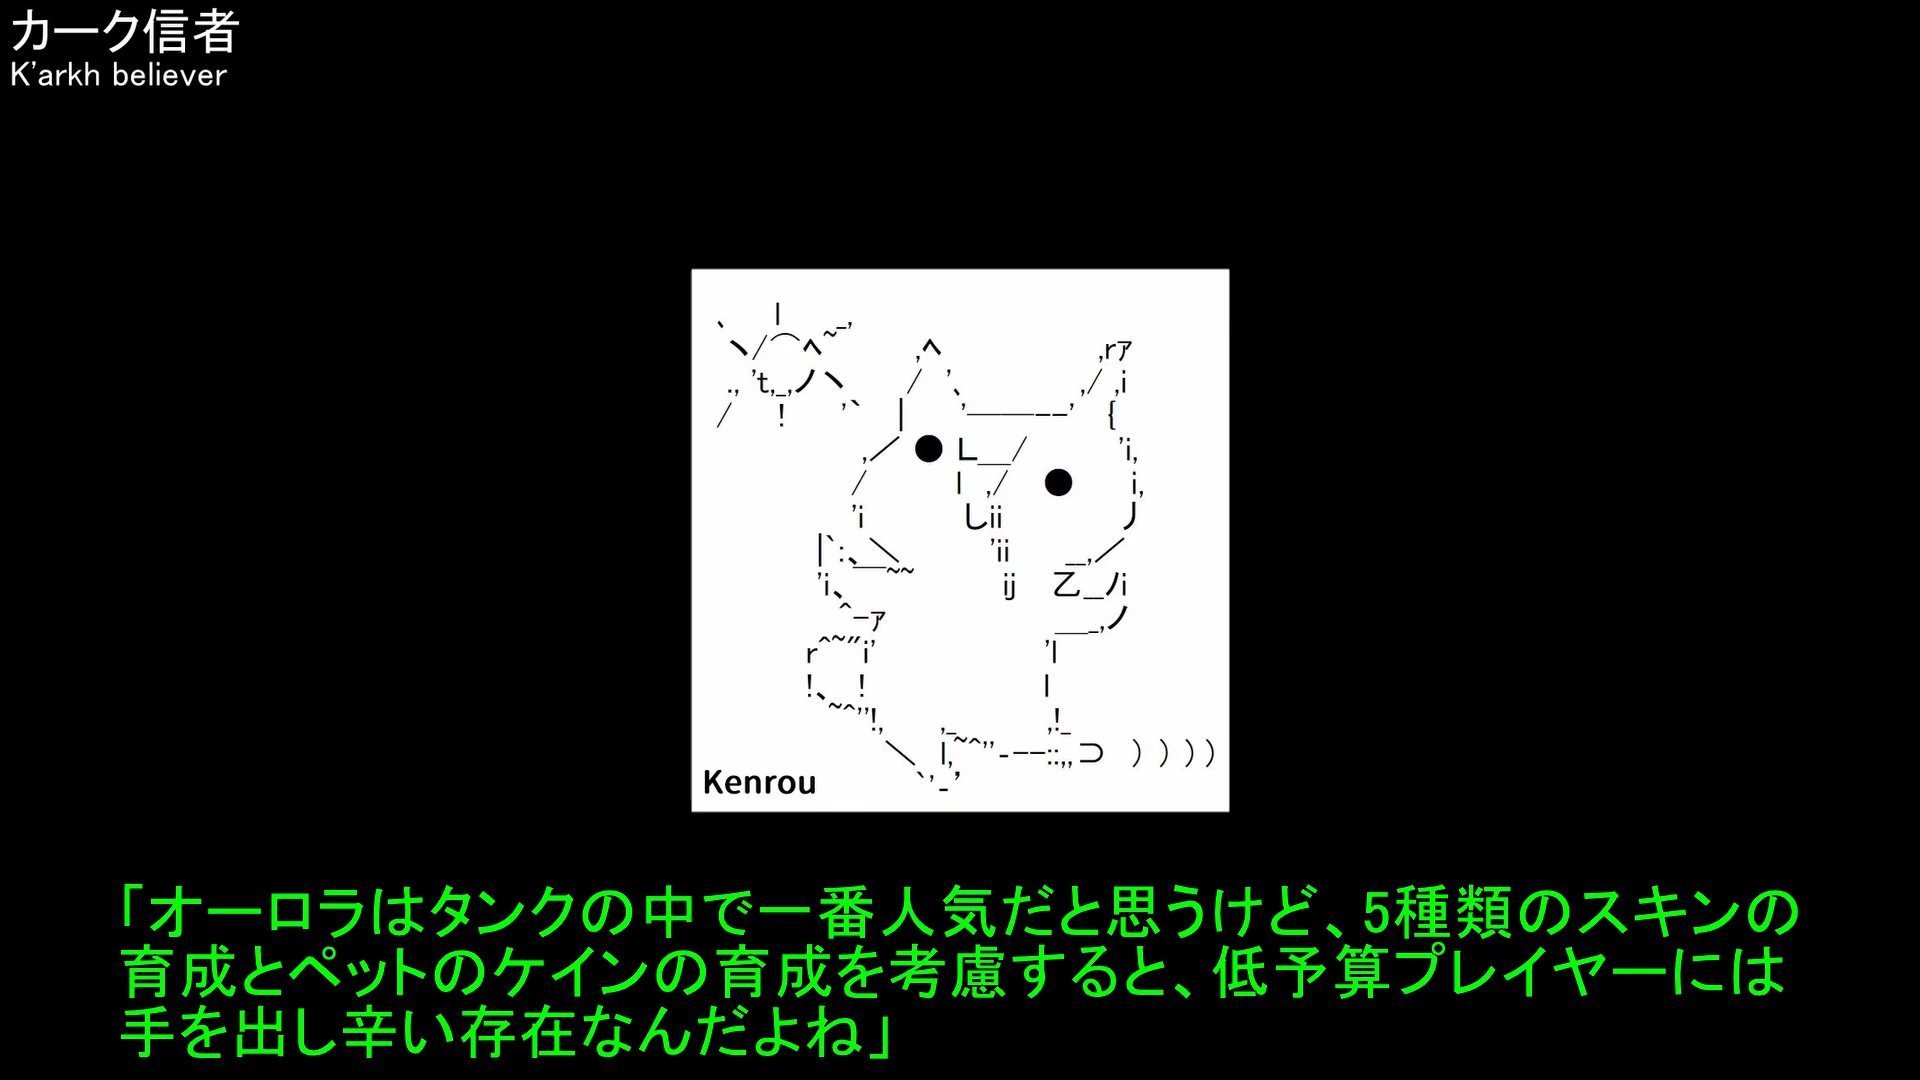 カーク信者
K'arkh believer
Kenrou
「オーロラはタンクの中で一番人気だと思うけど、5種類のスキンの
育成とペットのケインの育成を考慮すると、低予算プレイヤーには
手を出し辛い存在なんだよね」